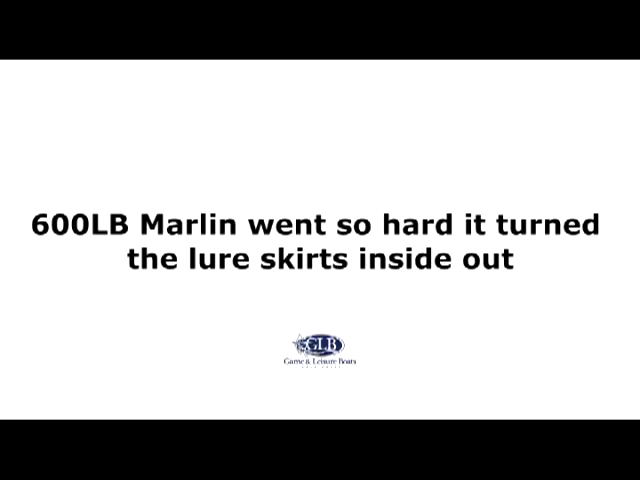 600LB Marlin went so hard it turned
the lure skirts inside out
GLB
Game & Leisure Boats